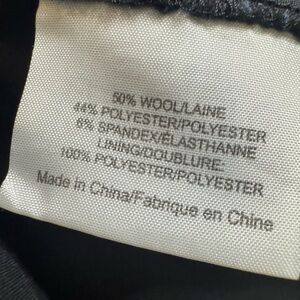 50% WOOL/LAINE
44% POLYESTER/POLYESTER
6% SPANDEX/ÉLASTHANNE
LINING/DOUBLURE:
100% POLYESTER/POLYESTER
Made in China/Fabrique en Chine